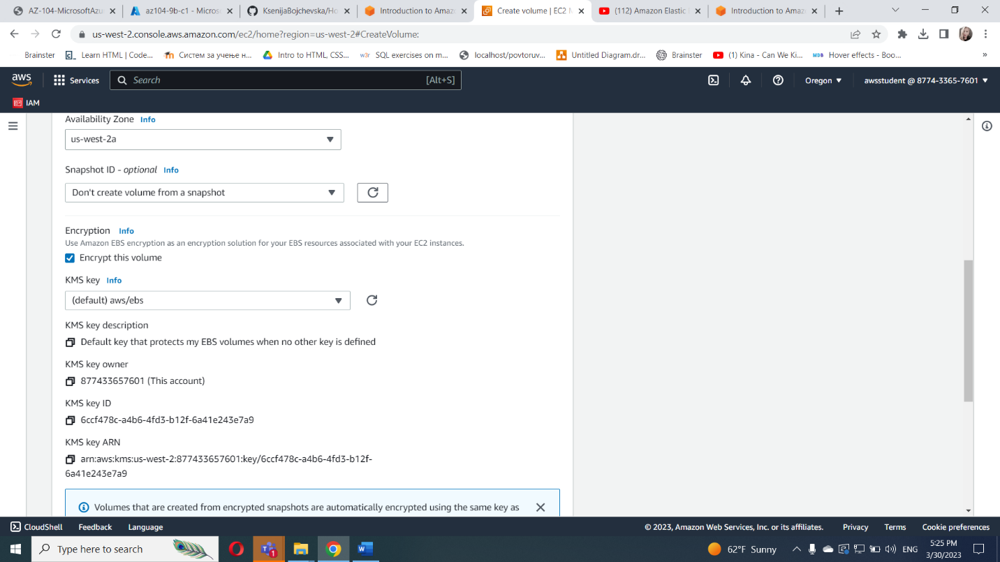 AZ-104-MicrosoftAzu
az104-9b-c1 - Micros
KsenijaBojchevska/Ho
Introduction to Amaz
Create volume | EC2 M
(112) Amazon Elastic
Introduction to Amaz
us-west-2.console.aws.amazon.com/ec2/home?region=us-west-2#CreateVolume:
Brainster
Learn HTML | Code...
Систем за учење н...
Intro to HTML, CSS...
w3r SQL exercises on m...
localhost/povtoruv...
Untitled Diagram.dr...
Brainster
(1) Kina - Can We Ki...
MDB Hover effects - Boo...
»
aws
Services
Search [Alt+S]
Oregon
awsstudent @ 8774-3365-7601
IAM
Availability Zone Info
us-west-2a
Snapshot ID - optional Info
Don't create volume from a snapshot
Encryption Info
Use Amazon EBS encryption as an encryption solution for your EBS resources associated with your EC2 instances.
Encrypt this volume
KMS key Info
(default) aws/ebs
KMS key description
Default key that protects my EBS volumes when no other key is defined
KMS key owner
877433657601 (This account)
KMS key ID
6ccf478c-a4b6-4fd3-b12f-6a41e243e7a9
KMS key ARN
arn:aws:kms:us-west-2:877433657601:key/6ccf478c-a4b6-4fd3-b12f-
6a41e243e7a9
Volumes that are created from encrypted snapshots are automatically encrypted using the same key as
CloudShell Feedback Language
© 2023, Amazon Web Services, Inc. or its affiliates. Privacy Terms Cookie preferences
Type here to search
1
62°F Sunny
ENG
5:25 PM
3/30/2023